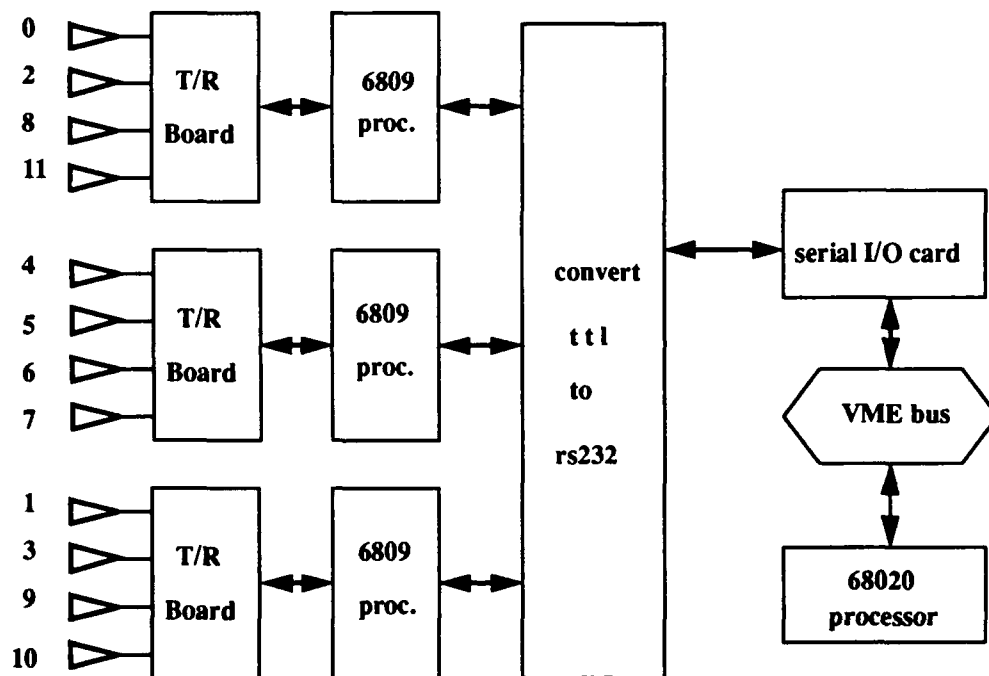 0
2
8
11
T/R
Board
6809
proc.
4
5
6
7
T/R
Board
6809
proc.
1
3
9
10
T/R
Board
6809
proc.
convert
t t l
to
rs232
serial I/O card
VME bus
68020
processor